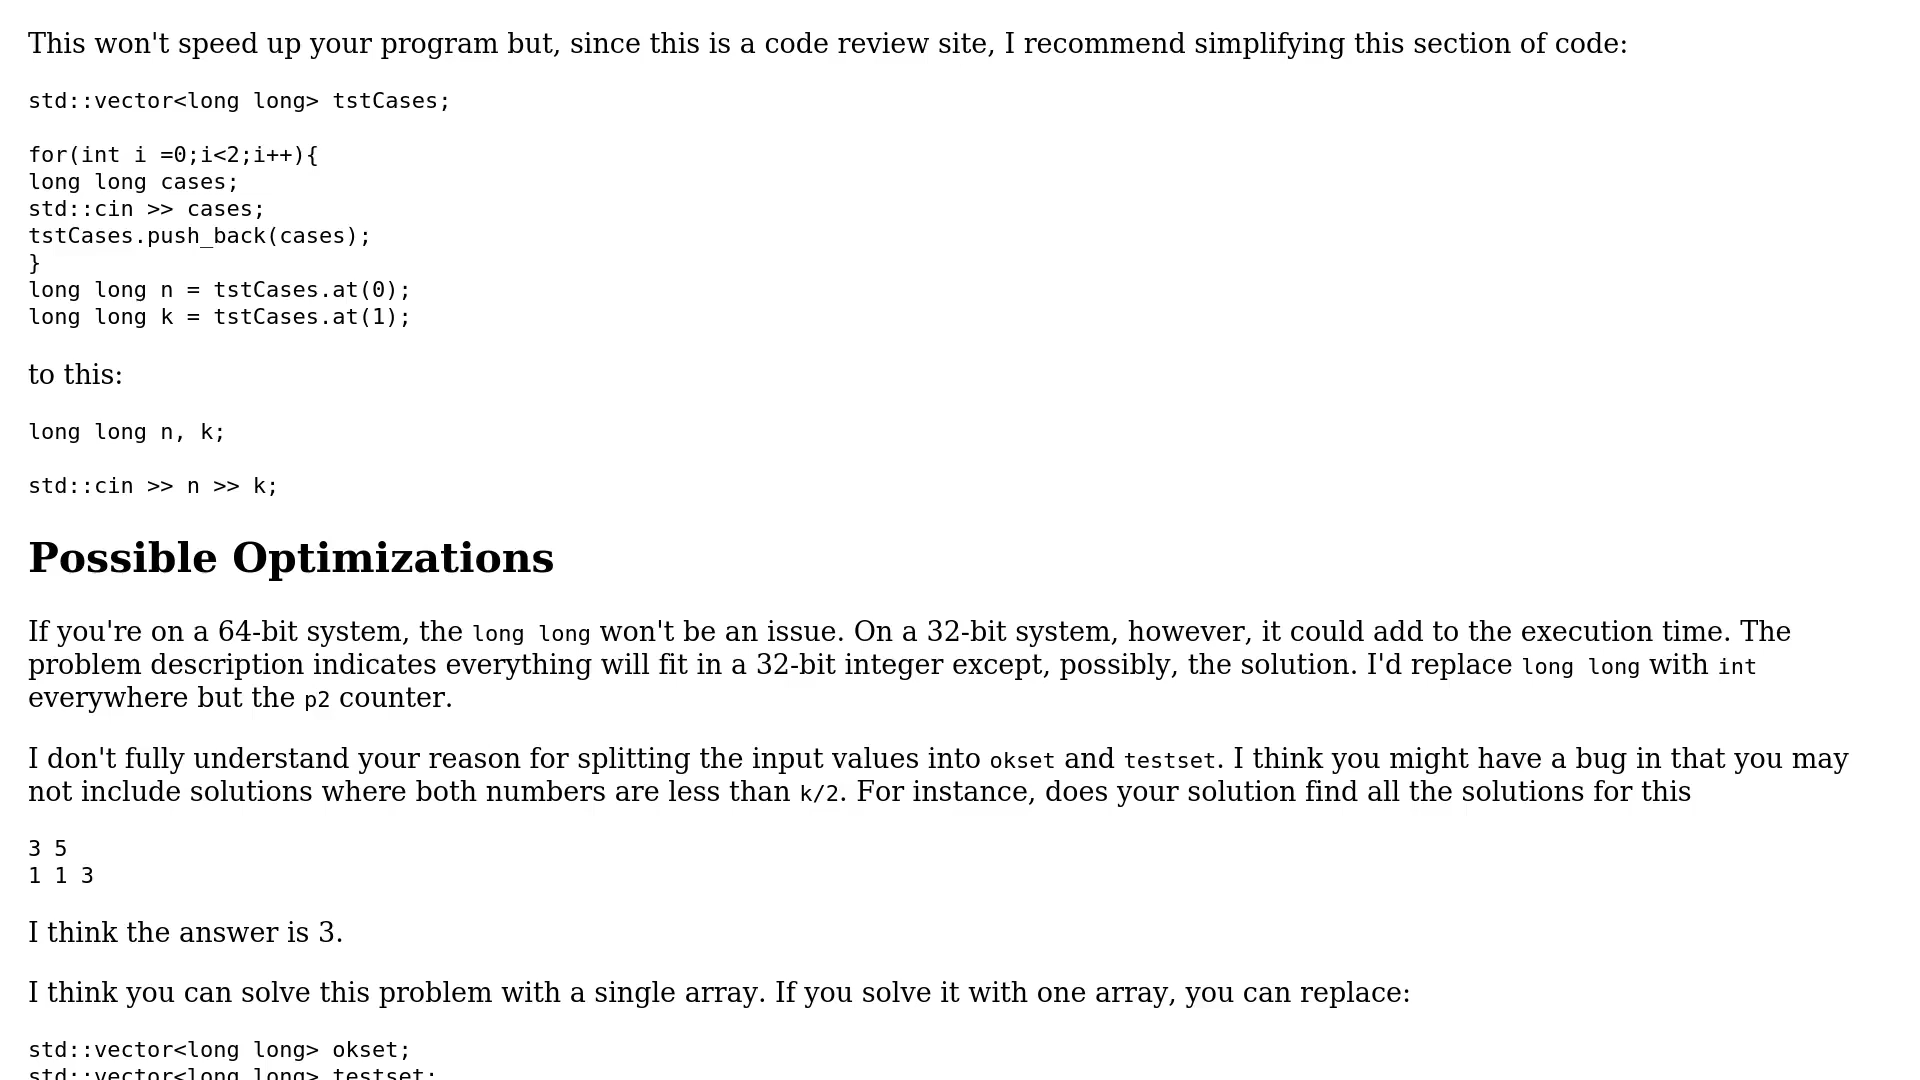 This won't speed up your program but, since this is a code review site, I recommend simplifying this section of code:
std::vector<long long> tstCases;
for(int i =0;i<2;i++){
long long cases;
std::cin >> cases;
tstCases.push_back(cases);
}
long long n = tstCases.at(0);
long long k = tstCases.at(1);
to this:
long long n, k;
std::cin >> n >> k;
Possible Optimizations
If you're on a 64-bit system, the long long won't be an issue. On a 32-bit system, however, it could add to the execution time. The
problem description indicates everything will fit in a 32-bit integer except, possibly, the solution. I'd replace long long with int
everywhere but the p2 counter.
I don't fully understand your reason for splitting the input values into okset and testset. I think you might have a bug in that you may
not include solutions where both numbers are less than k/2. For instance, does your solution find all the solutions for this
3 5
1 1 3
I think the answer is 3.
I think you can solve this problem with a single array. If you solve it with one array, you can replace:
std::vector<long long> okset;
std::vector<long long> testset;